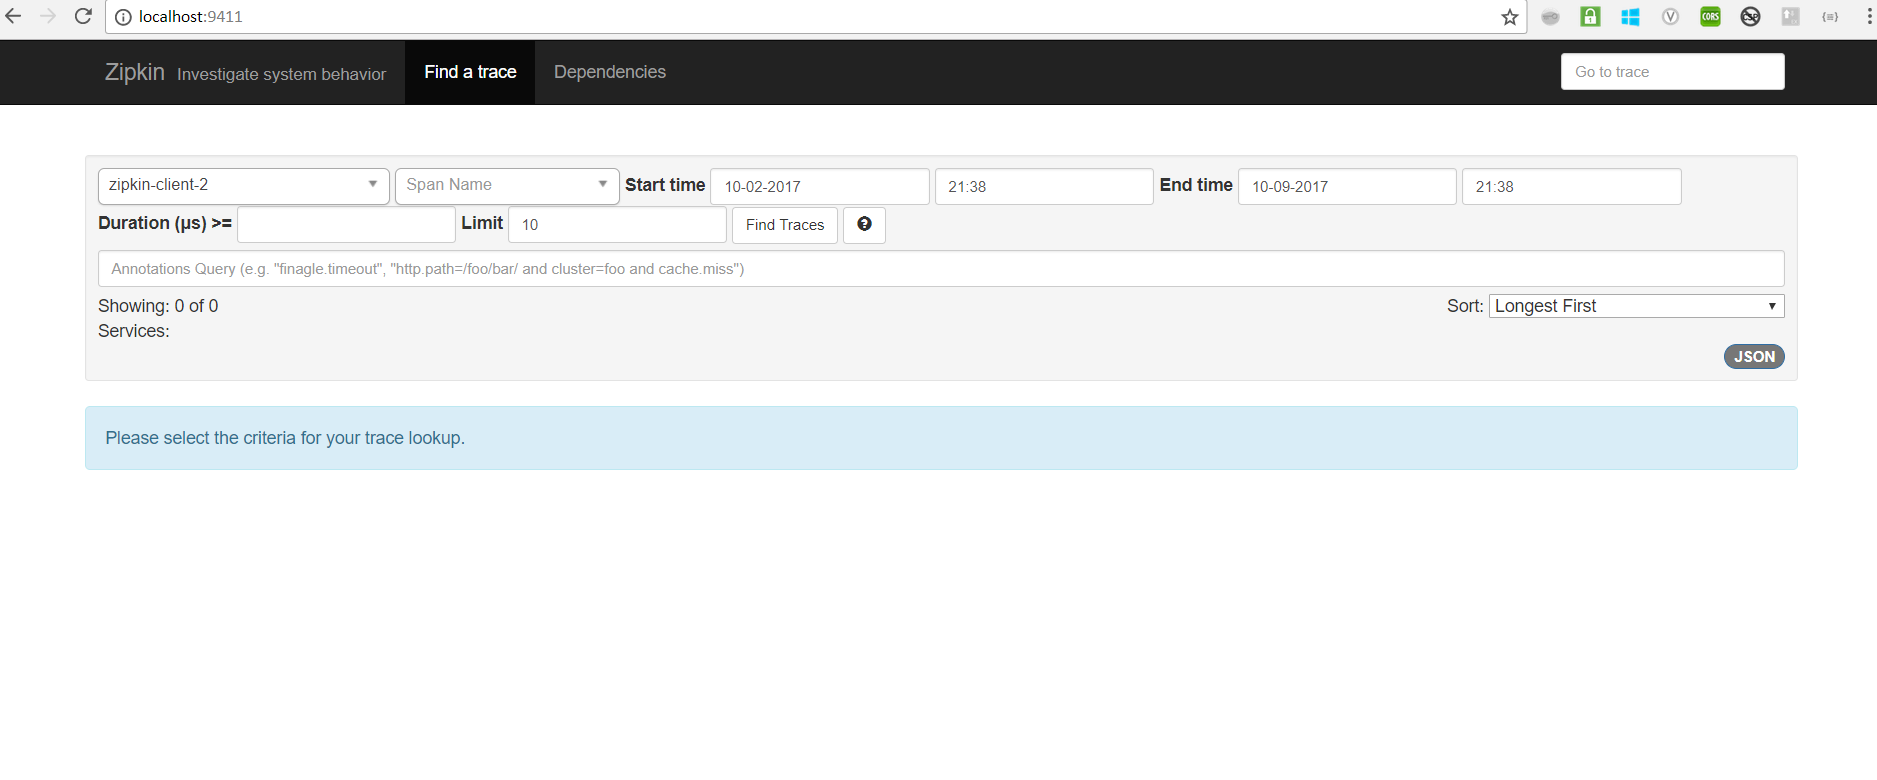 localhost:9411
CORS
CSP
Zipkin Investigate system behavior Find a trace Dependencies Go to trace
zipkin-client-2 Span Name Start time 10-02-2017 21:38 End time 10-09-2017 21:38
Duration (µs) >= Limit 10 Find Traces ?
Annotations Query (e.g. "finagle.timeout", "http.path=/foo/bar/ and cluster=foo and cache.miss")
Showing: 0 of 0 Sort: Longest First
Services:
JSON
Please select the criteria for your trace lookup.